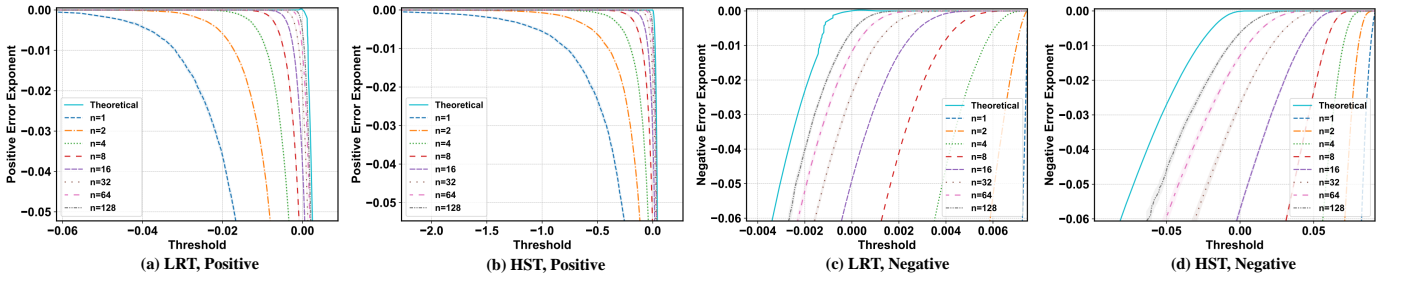 Positive Error Exponent
0.00
−0.01
−0.02
−0.03
−0.04
−0.05
Theoretical
n=1
n=2
n=4
n=8
n=16
n=32
n=64
n=128
−0.06
−0.04
−0.02
0.00
Threshold
(a) LRT, Positive
Positive Error Exponent
0.00
−0.01
−0.02
−0.03
−0.04
−0.05
Theoretical
n=1
n=2
n=4
n=8
n=16
n=32
n=64
n=128
−2.0
−1.5
−1.0
−0.5
0.0
Threshold
(b) HST, Positive
Negative Error Exponent
0.00
−0.01
−0.02
−0.03
−0.04
−0.05
−0.06
Theoretical
n=1
n=2
n=4
n=8
n=16
n=32
n=64
n=128
−0.004
−0.002
0.000
0.002
0.004
0.006
Threshold
(c) LRT, Negative
Negative Error Exponent
0.00
−0.01
−0.02
−0.03
−0.04
−0.05
−0.06
Theoretical
n=1
n=2
n=4
n=8
n=16
n=32
n=64
n=128
−0.05
0.00
0.05
Threshold
(d) HST, Negative